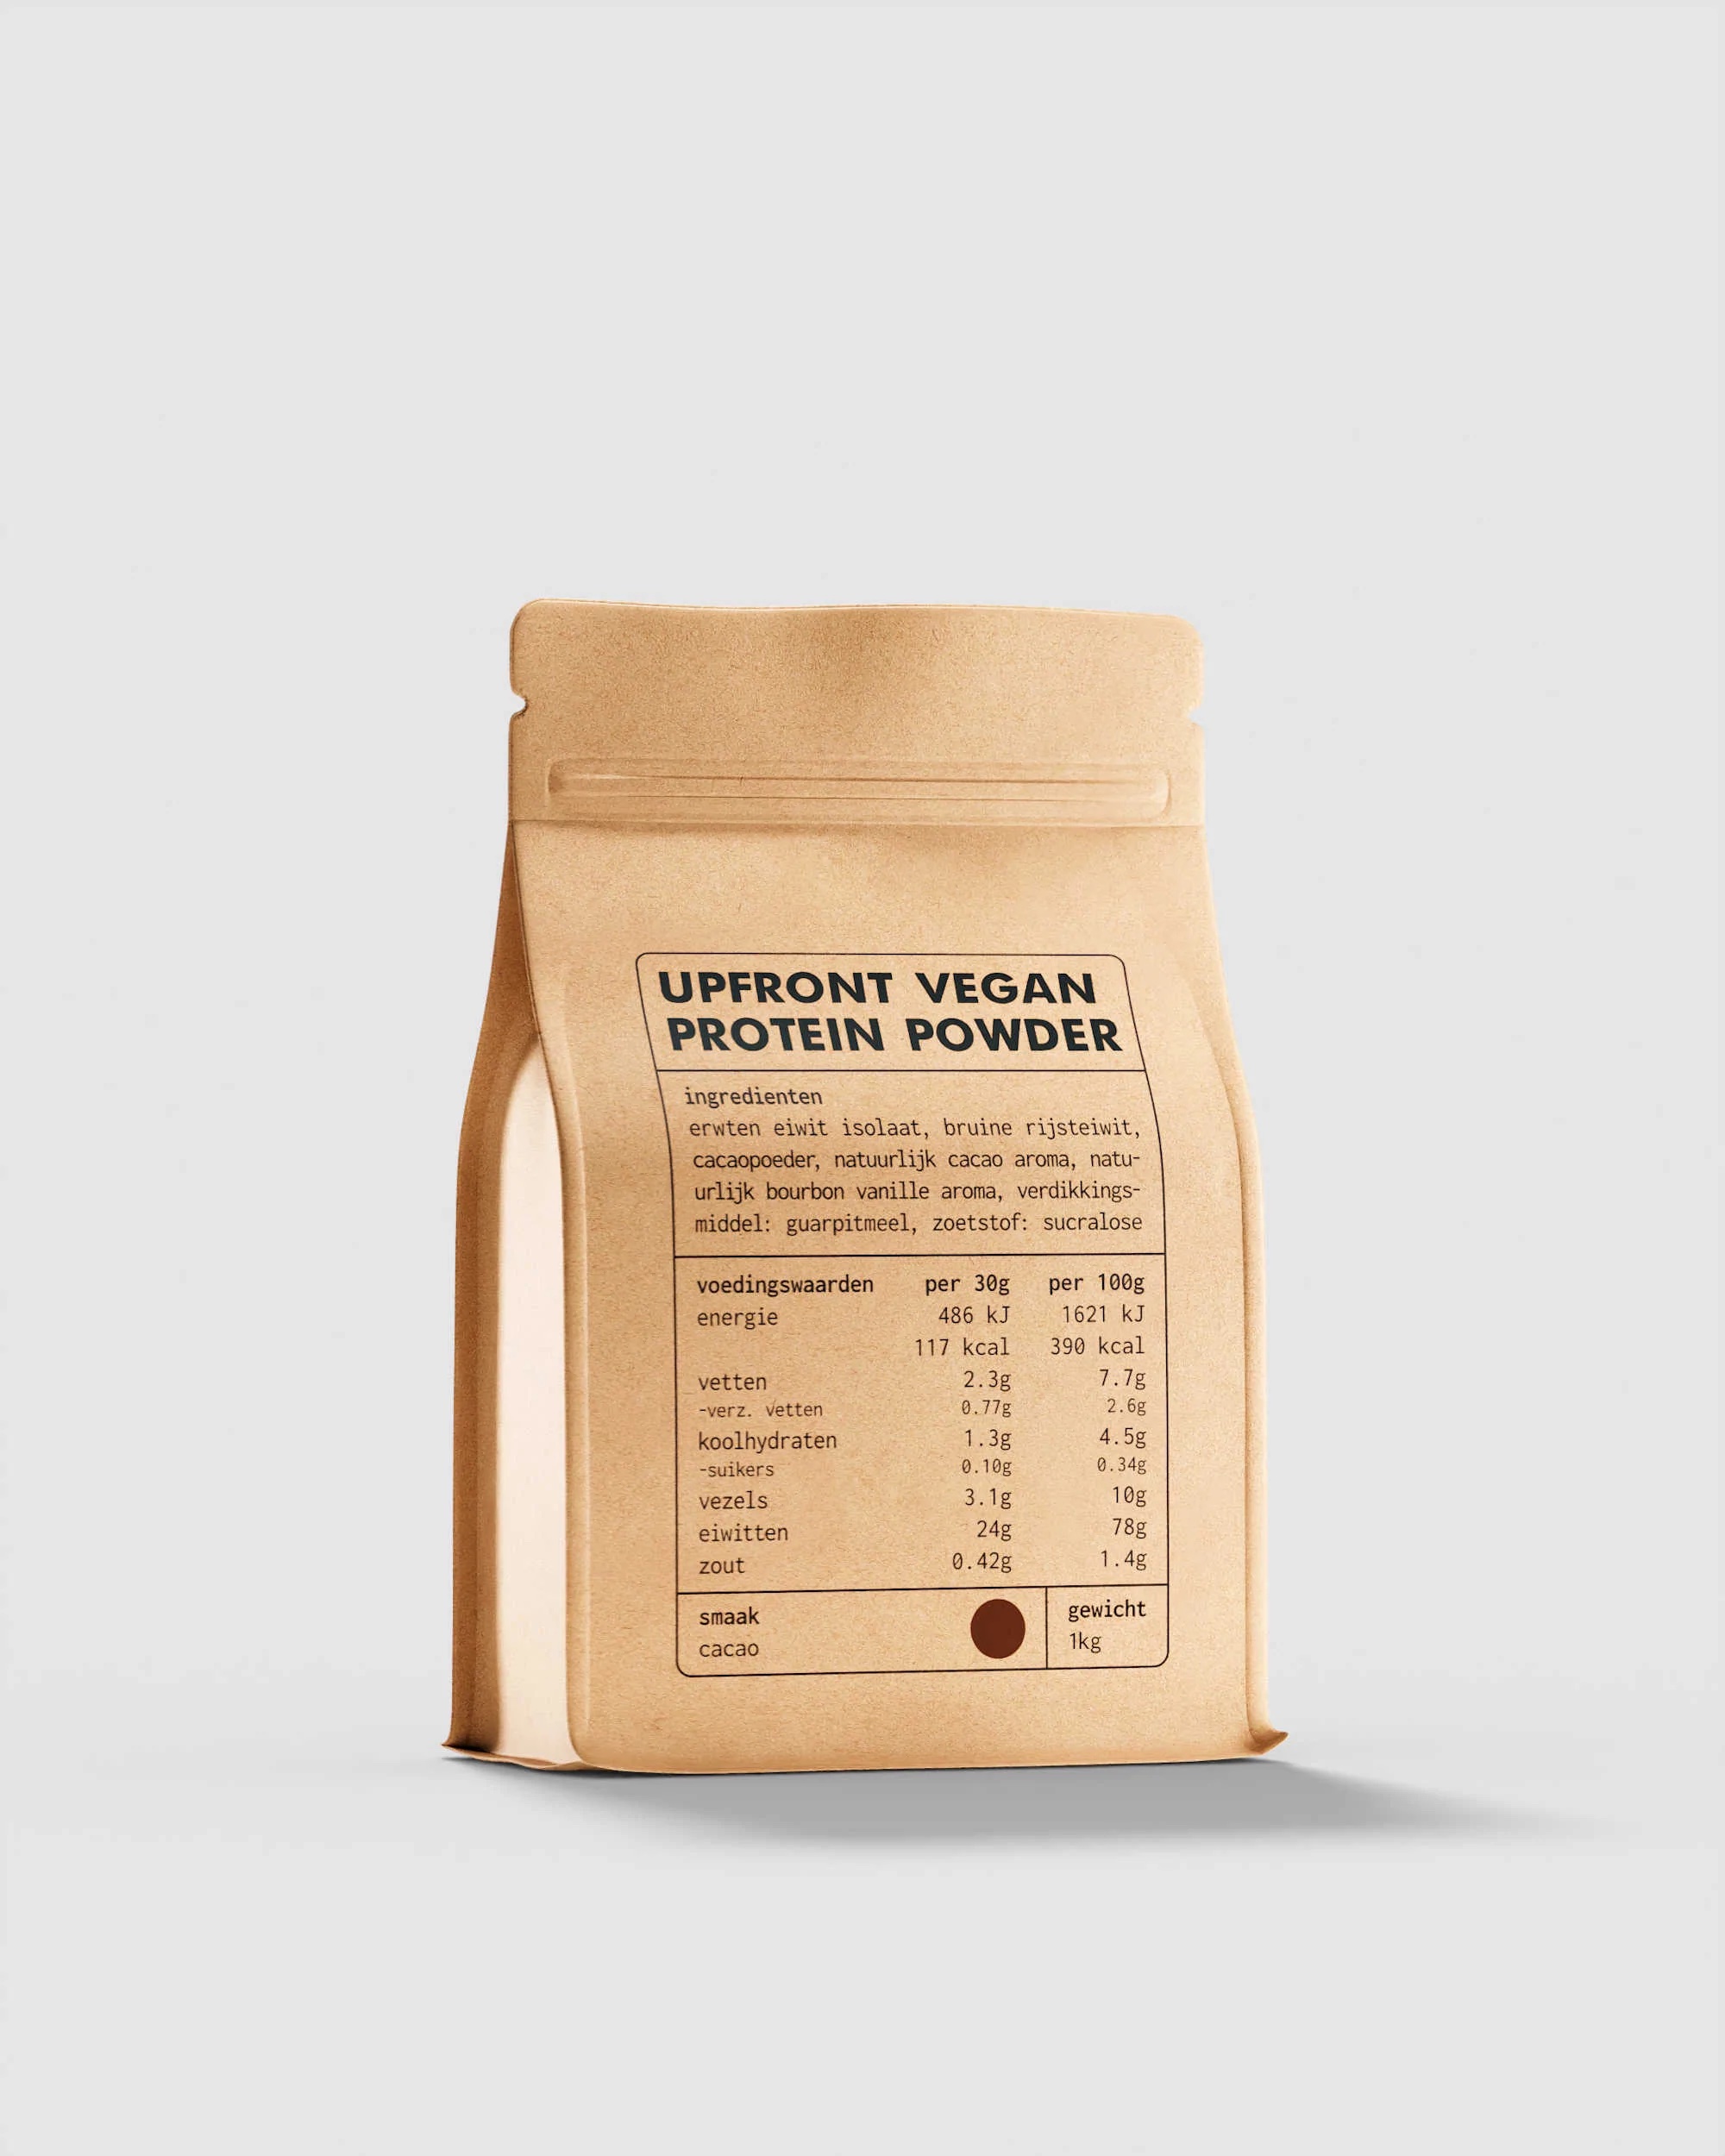 UPFRONT VEGAN
PROTEIN POWDER
ingredienten
erwten eiwit isolaat, bruine rijsteiwit,
cacaopoeder, natuurlijk cacao aroma, natu-
urlijk bourbon vanille aroma, verdikkings-
middel: guarpitmeel, zoetstof: sucralose
voedingswaarden per 30g per 100g
energie 486 kJ 1621 kJ
117 kcal 390 kcal
vetten 2.3g 7.7g
-verz. vetten 0.77g 2.6g
koolhydraten 1.3g 4.5g
-suikers 0.10g 0.34g
vezels 3.1g 10g
eiwitten 24g 78g
zout 0.42g 1.4g
smaak gewicht
cacao 1kg